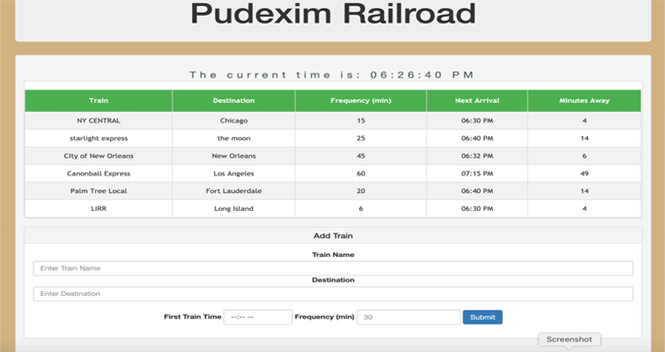 Pudexim Railroad
The current time is: 06:26:40 PM
Train Destination Frequency (min) Next Arrival Minutes Away
NY CENTRAL Chicago 15 06:30 PM 4
starlight express the moon 25 06:40 PM 14
City of New Orleans New Orleans 45 06:32 PM 6
Canonball Express Los Angeles 60 07:15 PM 49
Palm Tree Local Fort Lauderdale 20 06:40 PM 14
LIRR Long Island 6 06:30 PM 4
Add Train
Train Name
Enter Train Name
Destination
Enter Destination
First Train Time --:-- -- Frequency (min) 30 Submit
Screenshot